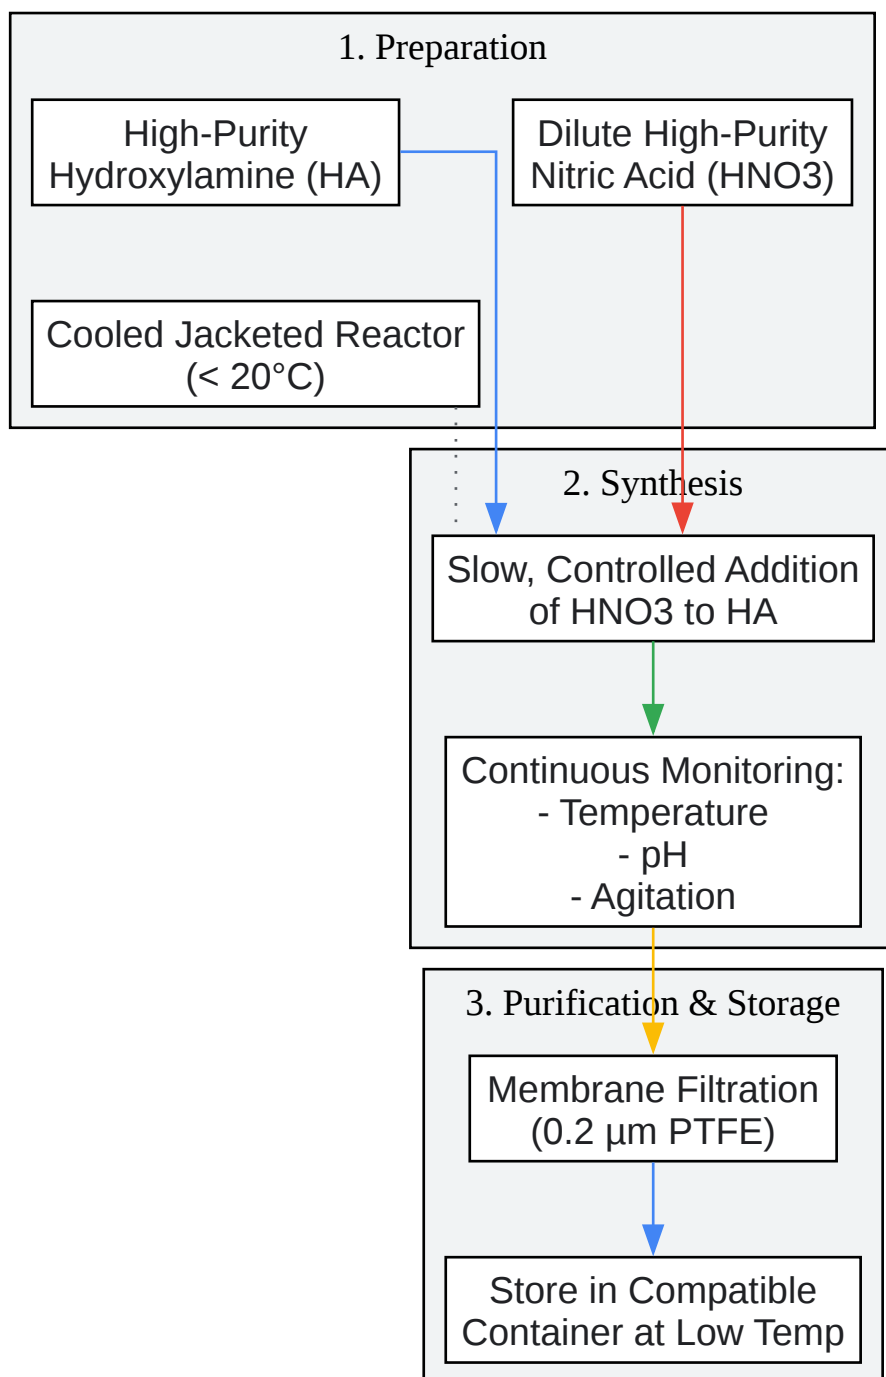 1. Preparation
High-Purity
Hydroxylamine (HA)
Dilute High-Purity
Nitric Acid (HNO3)
Cooled Jacketed Reactor
(< 20°C)
2. Synthesis
Slow, Controlled Addition
of HNO3 to HA
Continuous Monitoring:
- Temperature
- pH
- Agitation
3. Purification & Storage
Membrane Filtration
(0.2 µm PTFE)
Store in Compatible
Container at Low Temp